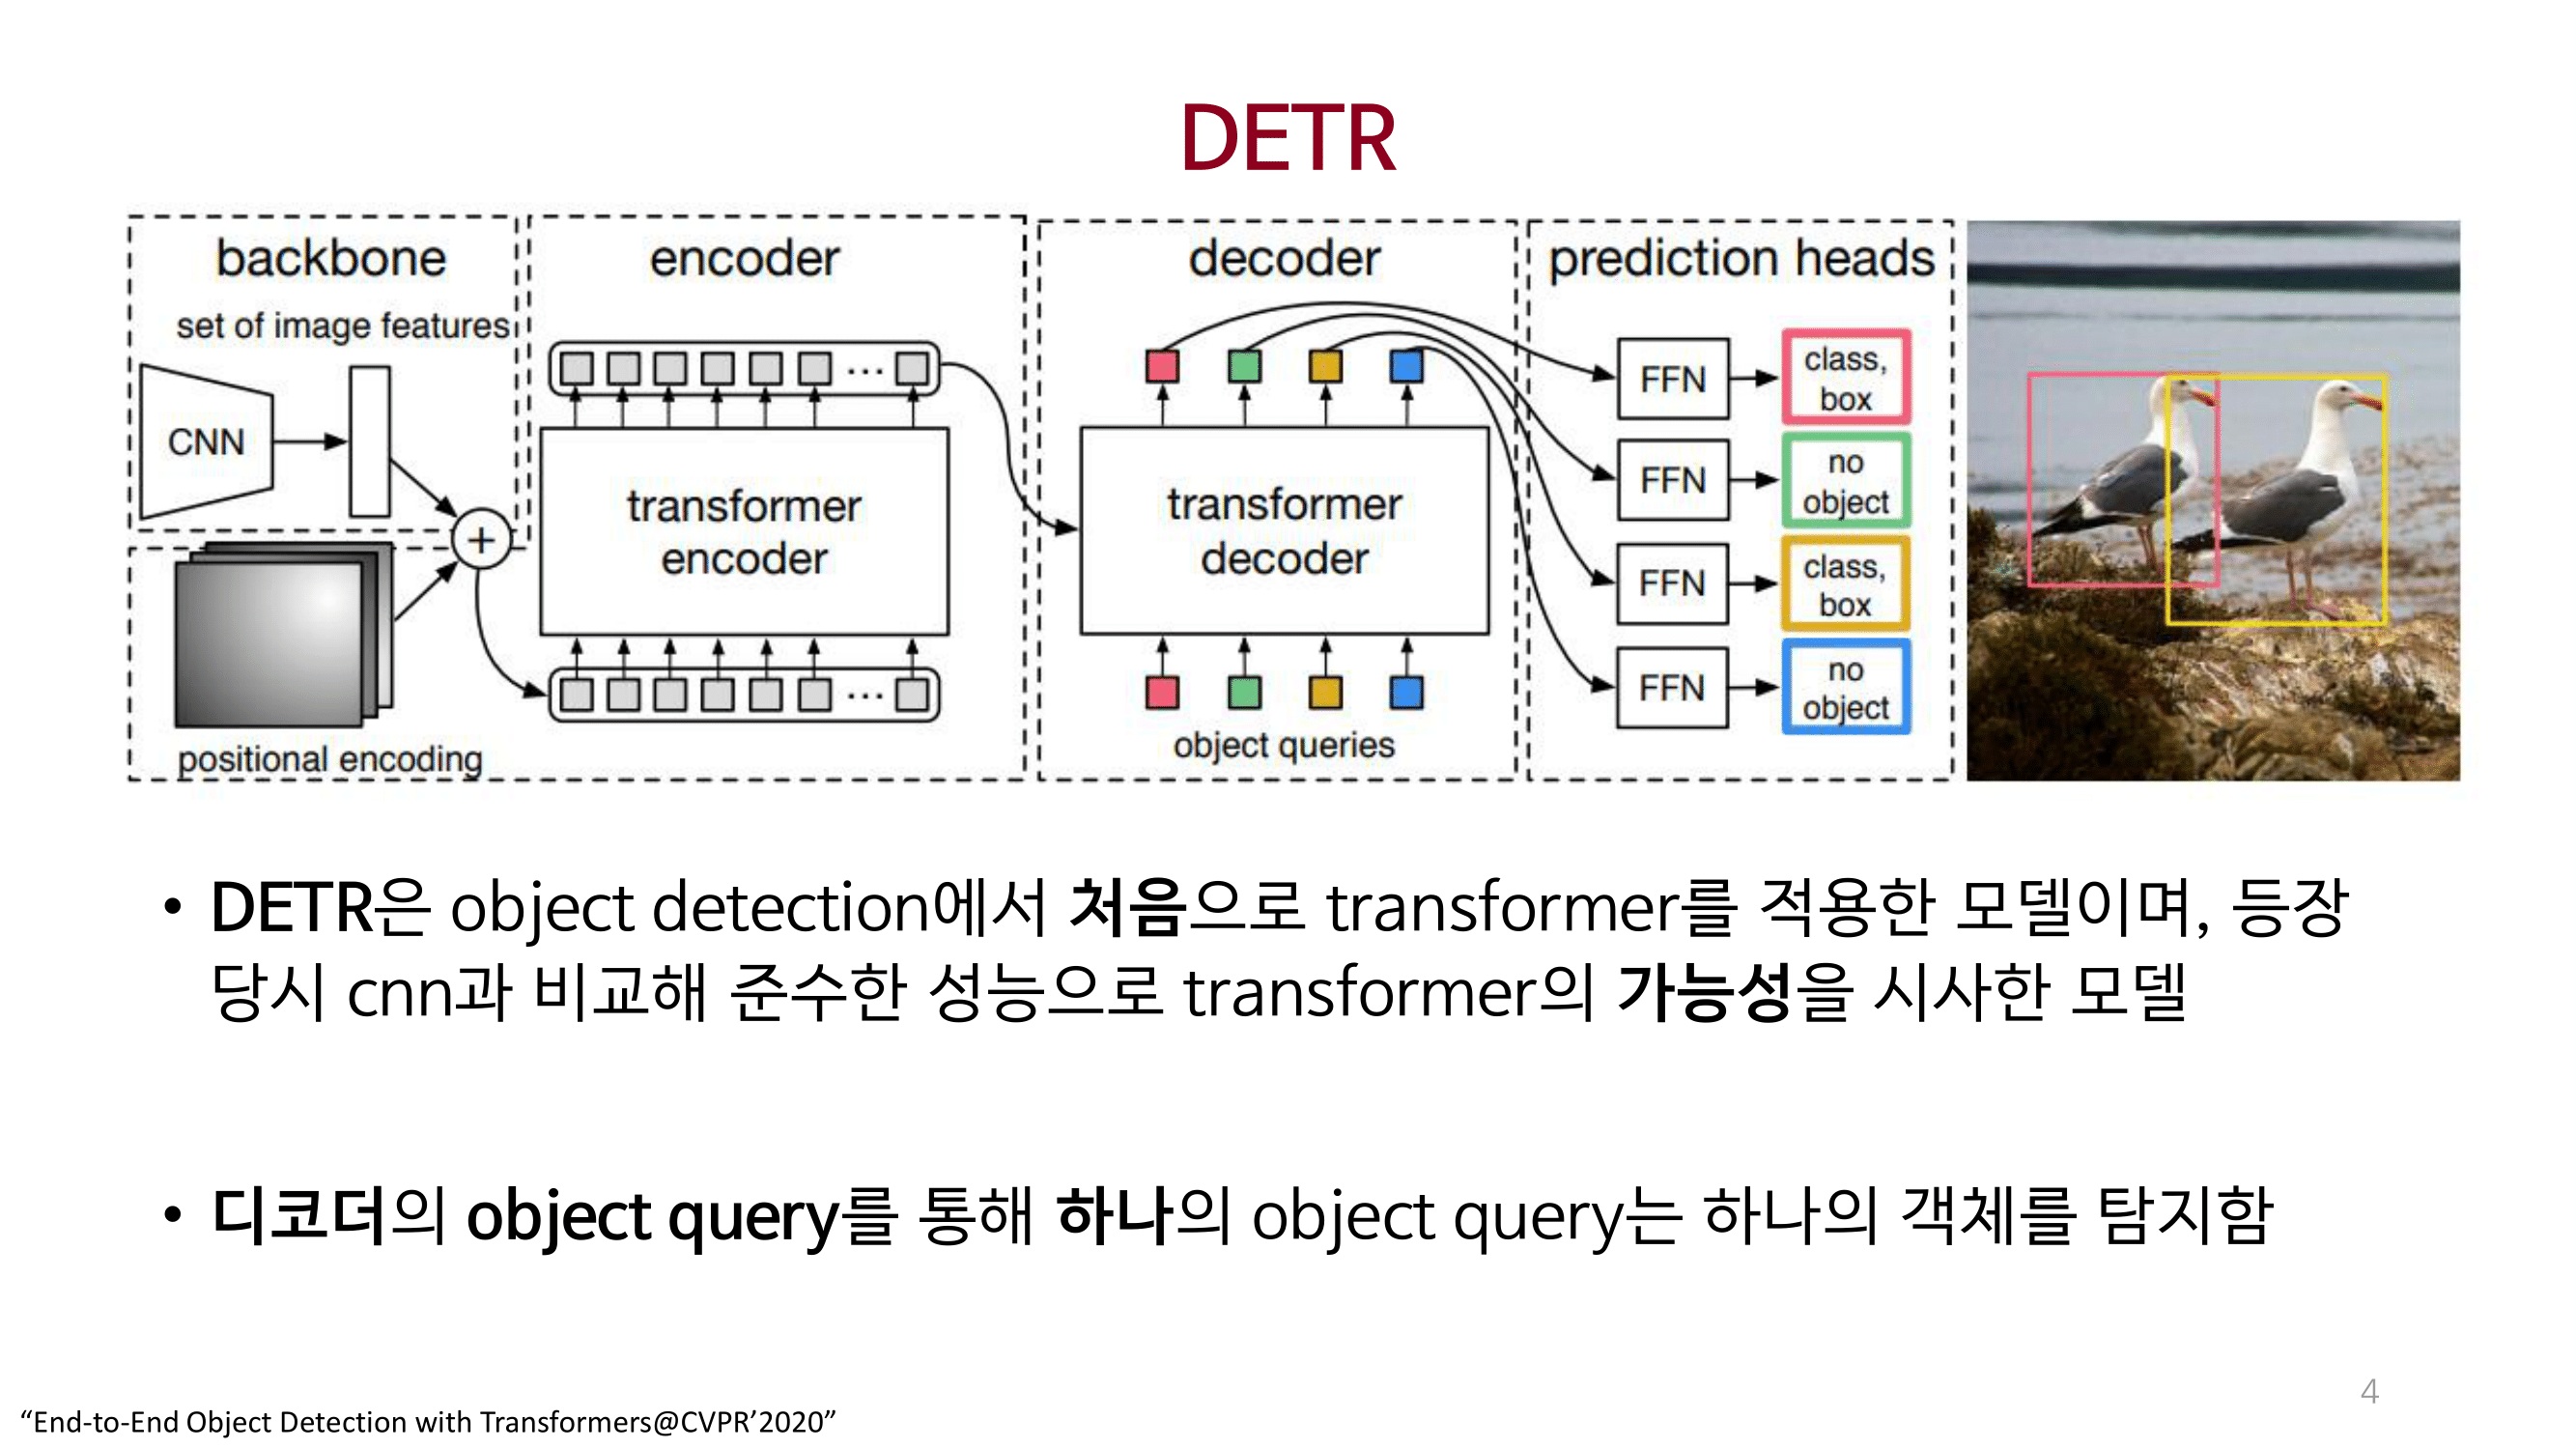 DETR
backbone
set of image features
CNN
+
positional encoding
encoder
...
transformer
encoder
...
decoder
transformer
decoder
object queries
prediction heads
FFN
class,
box
FFN
no
object
FFN
class,
box
FFN
no
object
• DETR은 object detection에서 처음으로 transformer를 적용한 모델이며, 등장
당시 cnn과 비교해 준수한 성능으로 transformer의 가능성을 시사한 모델
• 디코더의 object query를 통해 하나의 object query는 하나의 객체를 탐지함
“End-to-End Object Detection with Transformers@CVPR’2020”
4